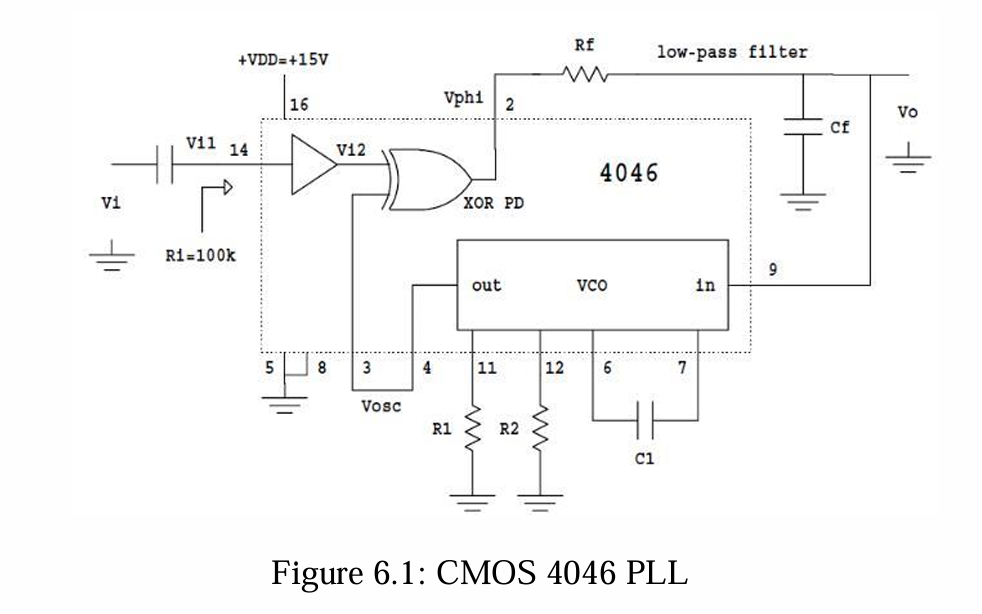 Rf
low-pass filter
+VDD=+15V
Vphi
2
16
Cf
Vo
Vi1
14
Vi2
4046
Vi
XOR PD
Ri=100k
out
VCO
in
9
5
8
3
4
11
12
6
7
Vosc
R1
R2
C1
Figure 6.1: CMOS 4046 PLL